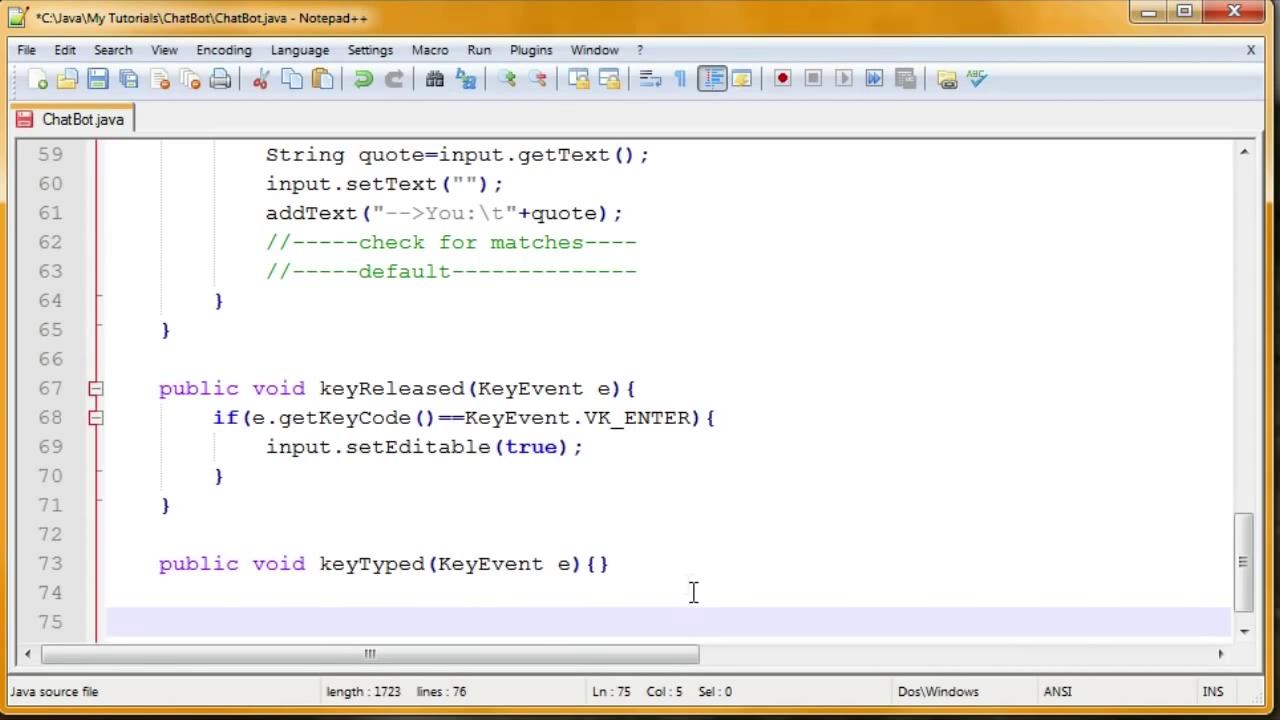 *C:\Java\My Tutorials\ChatBot\ChatBot.java - Notepad++
File Edit Search View Encoding Language Settings Macro Run Plugins Window ? X
ABC
ChatBot.java
59 String quote=input.getText();
60 input.setText("");
61 addText("-->You:\t"+quote);
62 //-----check for matches----
63 //-----default--------------
64 }
65 }
66
67 public void keyReleased(KeyEvent e){
68 if(e.getKeyCode()==KeyEvent.VK_ENTER){
69 input.setEditable(true);
70 }
71 }
72
73 public void keyTyped(KeyEvent e){}
74
75
Java source file length : 1723 lines : 76 Ln : 75 Col : 5 Sel : 0 Dos\Windows ANSI INS